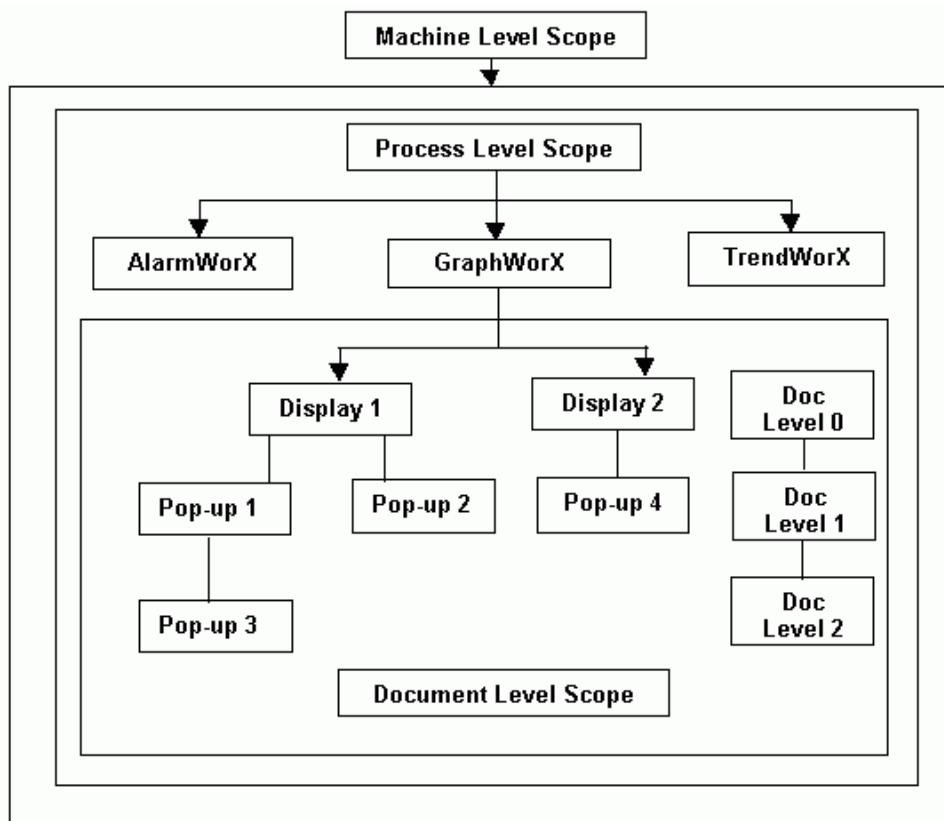 Machine Level Scope
Process Level Scope
AlarmWorX
GraphWorX
TrendWorX
Display 1
Display 2
Doc
Level 0
Pop-up 1
Pop-up 2
Pop-up 4
Doc
Level 1
Pop-up 3
Doc
Level 2
Document Level Scope